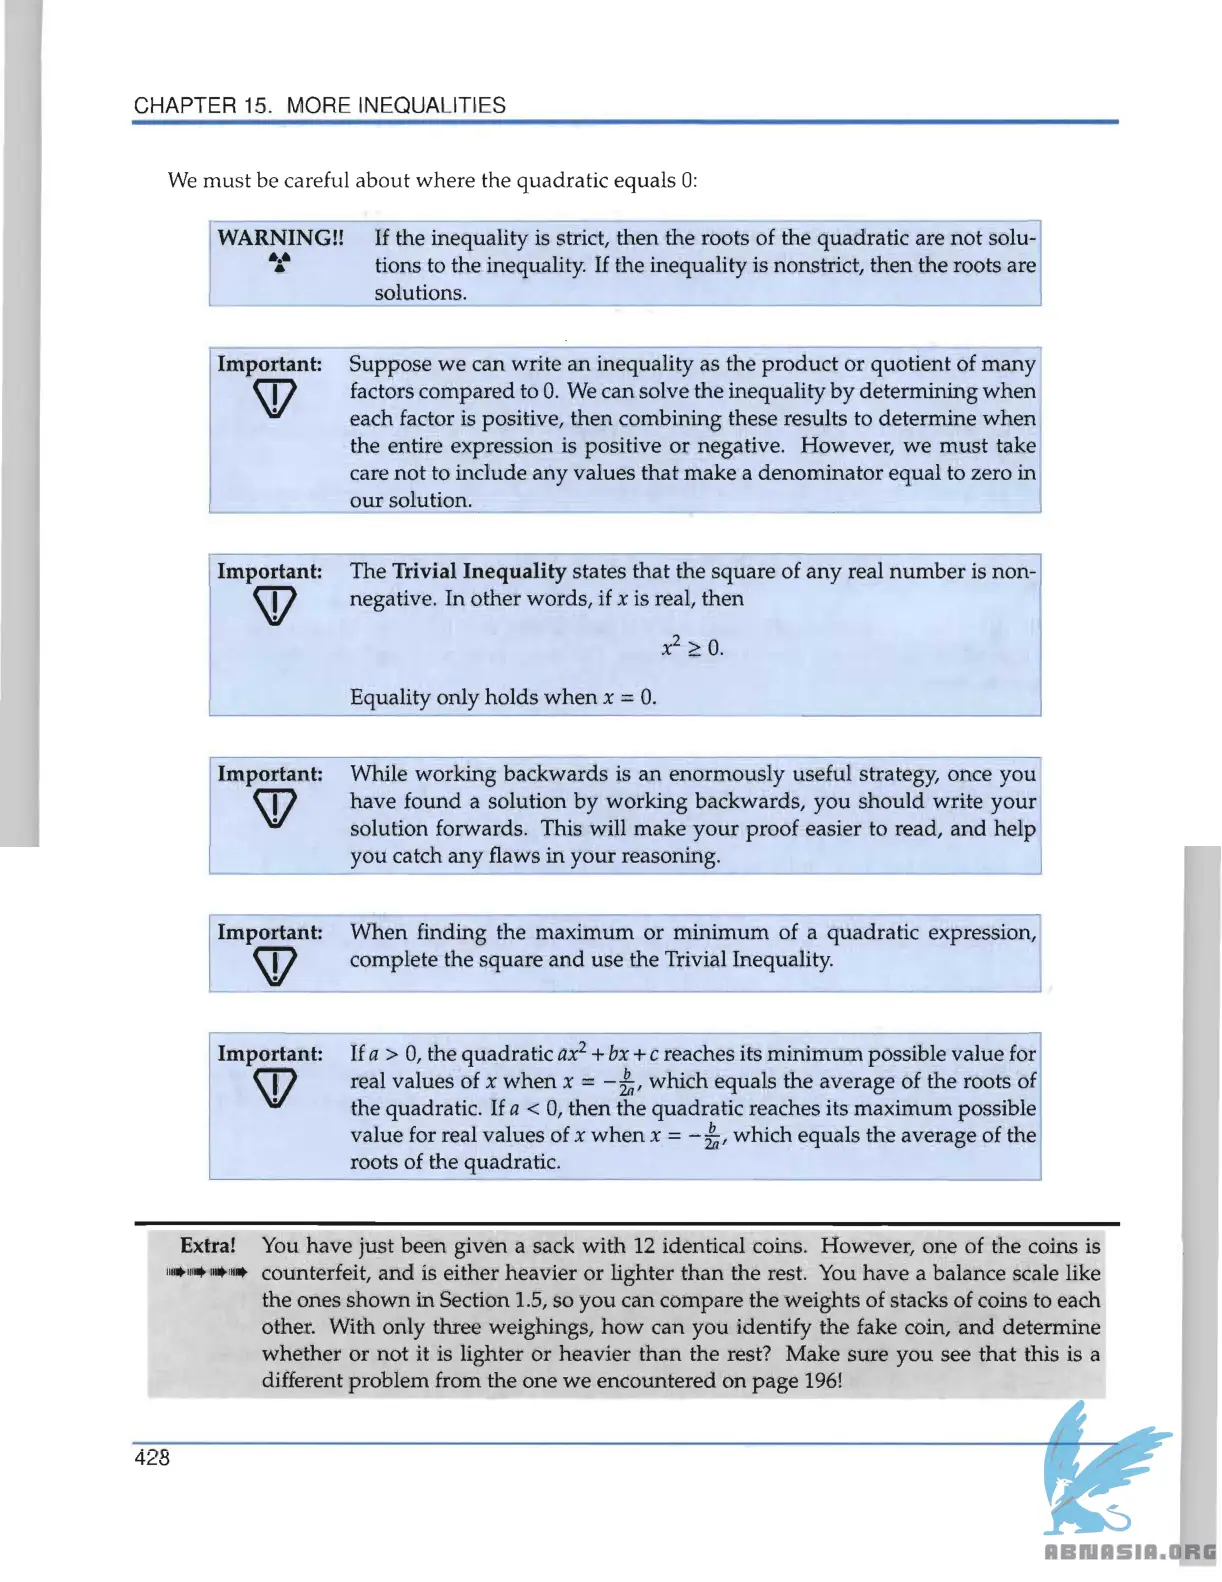 CHAPTER 15. MORE INEQUALITIES
We must be careful about where the quadratic equals 0:
WARNING!! If the inequality is strict, then the roots of the quadratic are not solu-
tions to the inequality. If the inequality is nonstrict, then the roots are
solutions.
Important: Suppose we can write an inequality as the product or quotient of many
factors compared to 0. We can solve the inequality by determining when
each factor is positive, then combining these results to determine when
the entire expression is positive or negative. However, we must take
care not to include any values that make a denominator equal to zero in
our solution.
Important: The Trivial Inequality states that the square of any real number is non-
negative. In other words, if x is real, then
x² ≥ 0.
Equality only holds when x = 0.
Important: While working backwards is an enormously useful strategy, once you
have found a solution by working backwards, you should write your
solution forwards. This will make your proof easier to read, and help
you catch any flaws in your reasoning.
Important: When finding the maximum or minimum of a quadratic expression,
complete the square and use the Trivial Inequality.
Important: If a > 0, the quadratic ax² + bx + c reaches its minimum possible value for
real values of x when x = −b/2a, which equals the average of the roots of
the quadratic. If a < 0, then the quadratic reaches its maximum possible
value for real values of x when x = −b/2a, which equals the average of the
roots of the quadratic.
Extra! You have just been given a sack with 12 identical coins. However, one of the coins is
counterfeit, and is either heavier or lighter than the rest. You have a balance scale like
the ones shown in Section 1.5, so you can compare the weights of stacks of coins to each
other. With only three weighings, how can you identify the fake coin, and determine
whether or not it is lighter or heavier than the rest? Make sure you see that this is a
different problem from the one we encountered on page 196!
428
ABNASIA.ORG